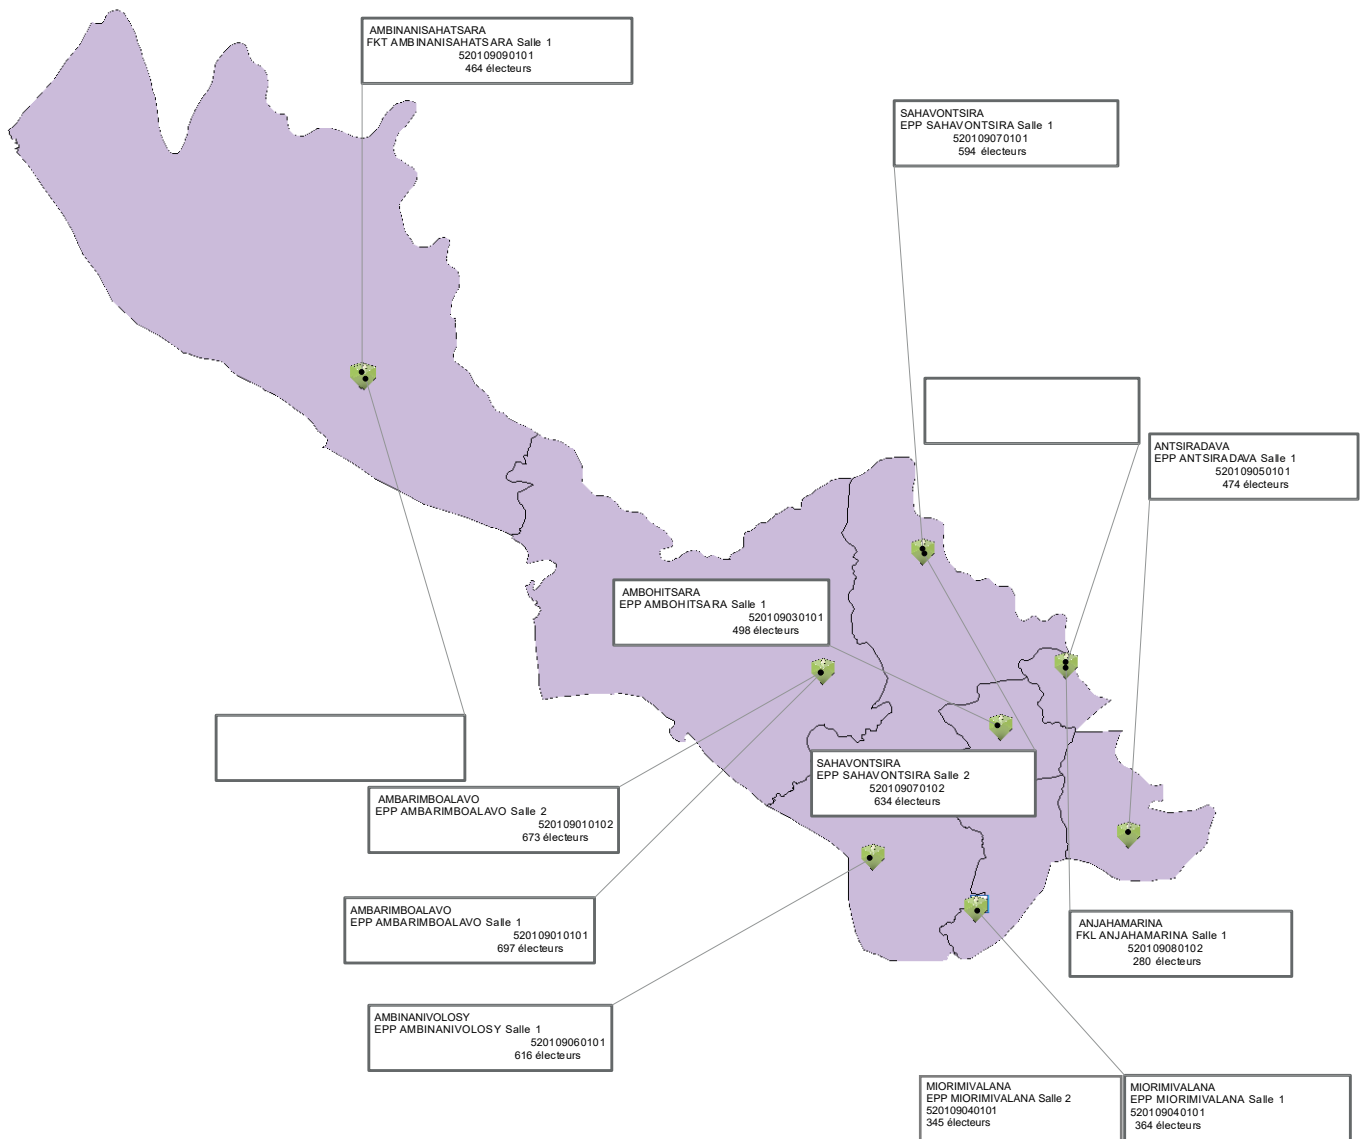 AMBINANISAHATSARA
FKT AMBINANISAHATSARA Salle 1
520109090101
464 électeurs
SAHAVONTSIRA
EPP SAHAVONTSIRA Salle 1
520109070101
594 électeurs
ANTSIRADAVA
EPP ANTSIRADAVA Salle 1
520109050101
474 électeurs
AMBOHITSARA
EPP AMBOHITSARA Salle 1
520109030101
498 électeurs
SAHAVONTSIRA
EPP SAHAVONTSIRA Salle 2
520109070102
634 électeurs
AMBARIMBOALAVO
EPP AMBARIMBOALAVO Salle 2
520109010102
673 électeurs
AMBARIMBOALAVO
EPP AMBARIMBOALAVO Salle 1
520109010101
697 électeurs
ANJAHAMARINA
FKL ANJAHAMARINA Salle 1
520109080102
280 électeurs
AMBINANIVOLOSY
EPP AMBINANIVOLOSY Salle 1
520109060101
616 électeurs
MIORIMIVALANA
EPP MIORIMIVALANA Salle 2
520109040101
345 électeurs
MIORIMIVALANA
EPP MIORIMIVALANA Salle 1
520109040101
364 électeurs